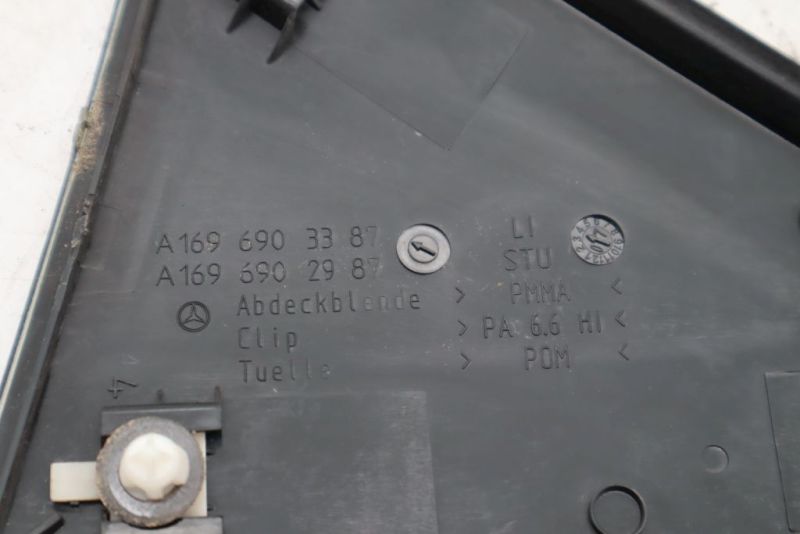 A169 690 33 87 LI
A169 690 29 87 STU
Abdeckblende > PMMA <
Clip > PA 6.6 HI <
Tuelle > POM <
4